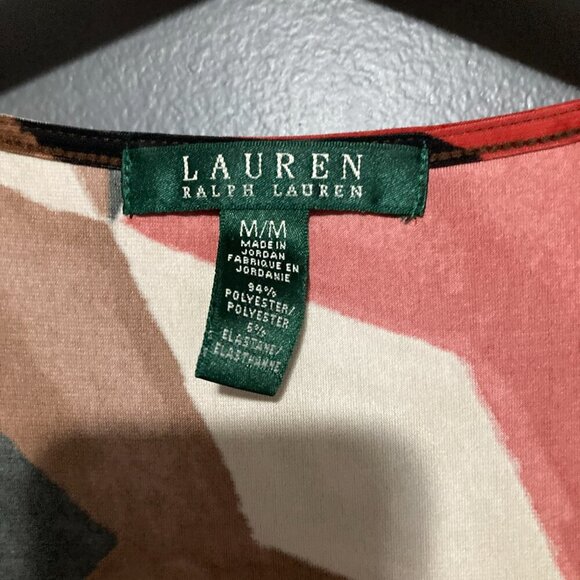 LAUREN
RALPH LAUREN
M/M
MADE IN
JORDAN
FABRIQUE EN
JORDANIE
94%
POLYESTER/
POLYESTER
6%
ELASTANE/
ELASTHANNE